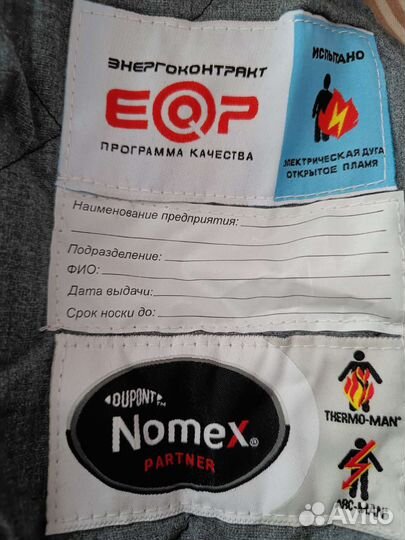 ЭНЕРГОКОНТРАКТ
EQP
ПРОГРАММА КАЧЕСТВА
ИСПЫТАНО
ЭЛЕКТРИЧЕСКАЯ ДУГА
ОТКРЫТОЕ ПЛАМЯ
Наименование предприятия:
Подразделение:
ФИО:
Дата выдачи:
Срок носки до:
DUPONT™
Nomex®
PARTNER
THERMO-MAN®
ARC-MAN®
Avito